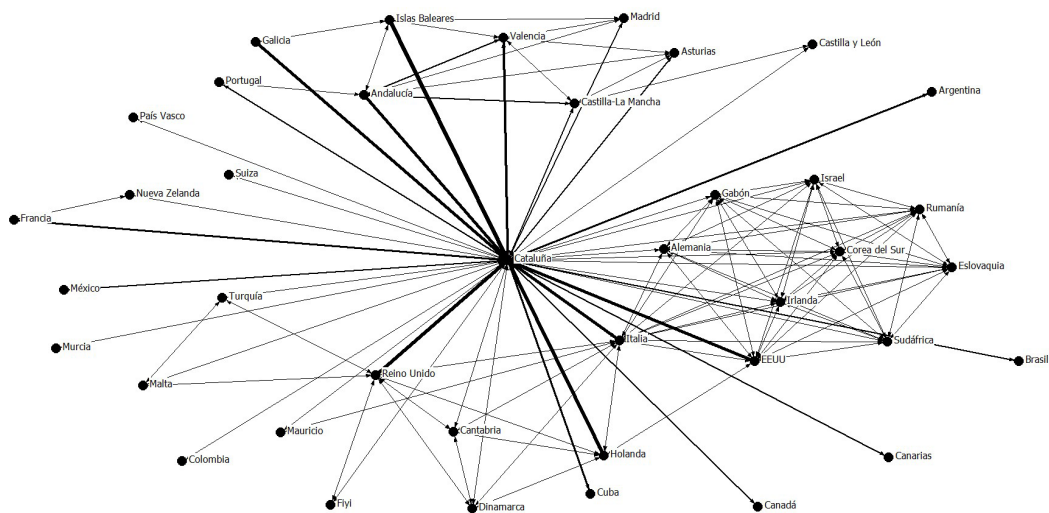 Islas Baleares
Madrid
Galicia
Valencia
Castilla y León
Asturias
Portugal
Andalucía
Argentina
Castilla-La Mancha
País Vasco
Suiza
Israel
Nueva Zelanda
Gabón
Rumanía
Francia
Alemania
Corea del Sur
Cataluña
Eslovaquia
México
Turquía
Irlanda
Italia
Sudáfrica
Murcia
EEUU
Brasil
Reino Unido
Malta
Mauricio
Cantabria
Holanda
Canarias
Colombia
Cuba
Fiyi
Dinamarca
Canadá